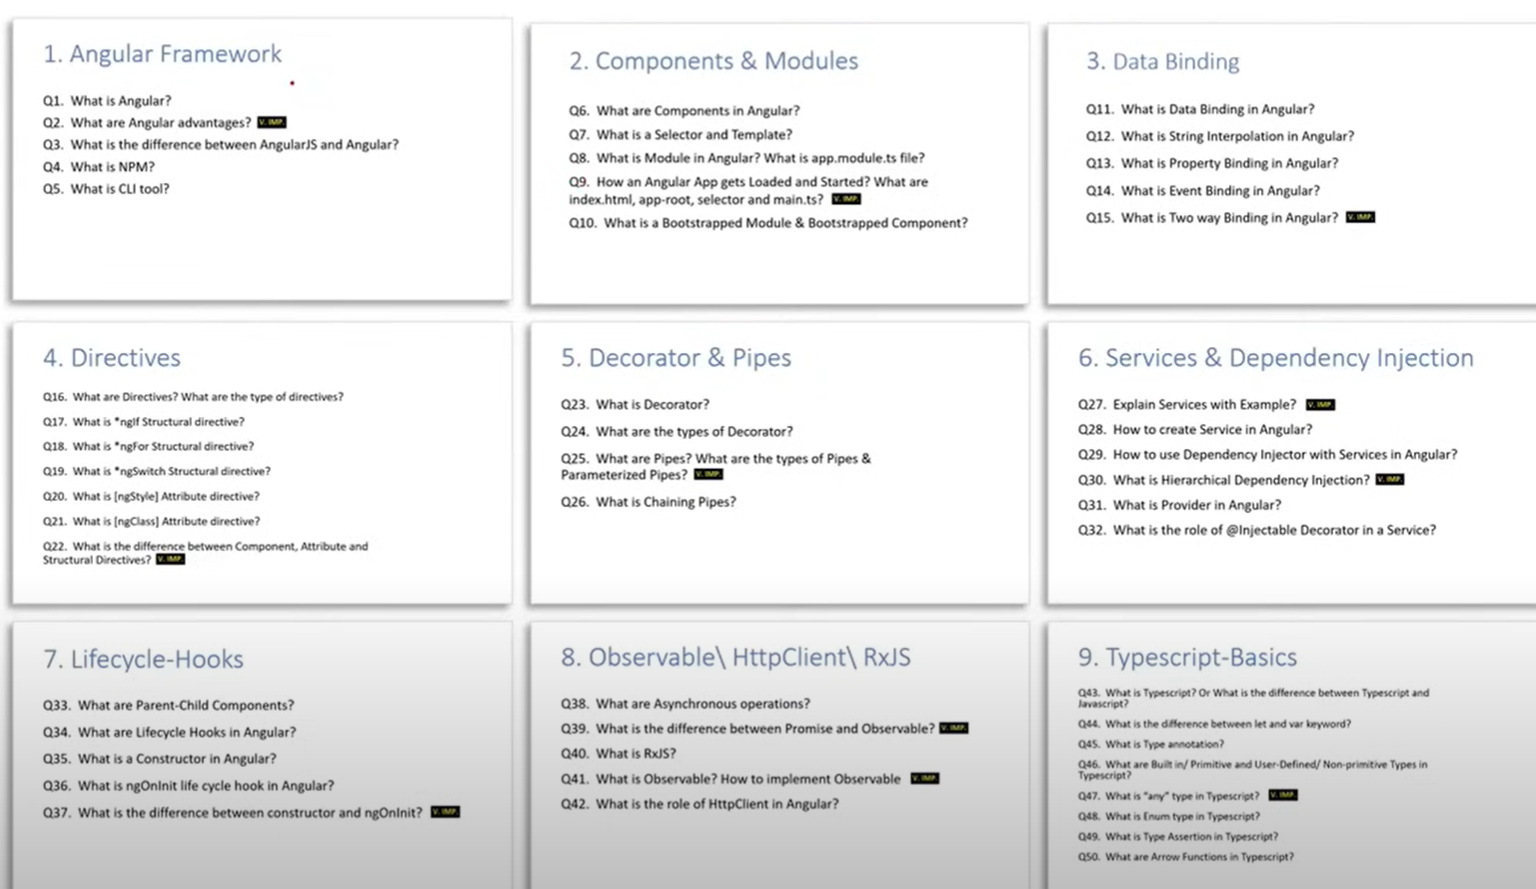 1. Angular Framework
Q1. What is Angular?
Q2. What are Angular advantages? V. IMP.
Q3. What is the difference between AngularJS and Angular?
Q4. What is NPM?
Q5. What is CLI tool?
2. Components & Modules
Q6. What are Components in Angular?
Q7. What is a Selector and Template?
Q8. What is Module in Angular? What is app.module.ts file?
Q9. How an Angular App gets Loaded and Started? What are
index.html, app-root, selector and main.ts? V. IMP.
Q10. What is a Bootstrapped Module & Bootstrapped Component?
3. Data Binding
Q11. What is Data Binding in Angular?
Q12. What is String Interpolation in Angular?
Q13. What is Property Binding in Angular?
Q14. What is Event Binding in Angular?
Q15. What is Two way Binding in Angular? V. IMP.
4. Directives
Q16. What are Directives? What are the type of directives?
Q17. What is *ngIf Structural directive?
Q18. What is *ngFor Structural directive?
Q19. What is *ngSwitch Structural directive?
Q20. What is [ngStyle] Attribute directive?
Q21. What is [ngClass] Attribute directive?
Q22. What is the difference between Component, Attribute and
Structural Directives? V. IMP.
5. Decorator & Pipes
Q23. What is Decorator?
Q24. What are the types of Decorator?
Q25. What are Pipes? What are the types of Pipes &
Parameterized Pipes? V. IMP.
Q26. What is Chaining Pipes?
6. Services & Dependency Injection
Q27. Explain Services with Example? V. IMP.
Q28. How to create Service in Angular?
Q29. How to use Dependency Injector with Services in Angular?
Q30. What is Hierarchical Dependency Injection? V. IMP.
Q31. What is Provider in Angular?
Q32. What is the role of @Injectable Decorator in a Service?
7. Lifecycle-Hooks
Q33. What are Parent-Child Components?
Q34. What are Lifecycle Hooks in Angular?
Q35. What is a Constructor in Angular?
Q36. What is ngOnInit life cycle hook in Angular?
Q37. What is the difference between constructor and ngOnInit? V. IMP.
8. Observable\ HttpClient\ RxJS
Q38. What are Asynchronous operations?
Q39. What is the difference between Promise and Observable? V. IMP.
Q40. What is RxJS?
Q41. What is Observable? How to implement Observable V. IMP.
Q42. What is the role of HttpClient in Angular?
9. Typescript-Basics
Q43. What is Typescript? Or What is the difference between Typescript and
Javascript?
Q44. What is the difference between let and var keyword?
Q45. What is Type annotation?
Q46. What are Built in/ Primitive and User-Defined/ Non-primitive Types in
Typescript?
Q47. What is "any" type in Typescript? V. IMP.
Q48. What is Enum type in Typescript?
Q49. What is Type Assertion in Typescript?
Q50. What are Arrow Functions in Typescript?